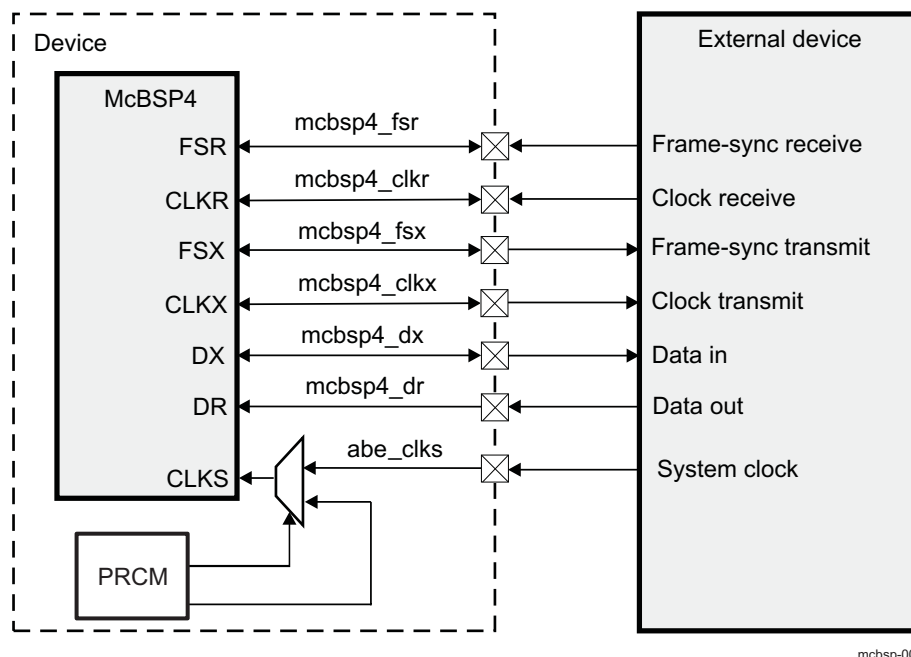 Device
External device
McBSP4
FSR
mcbsp4_fsr
Frame-sync receive
CLKR
mcbsp4_clkr
Clock receive
FSX
mcbsp4_fsx
Frame-sync transmit
CLKX
mcbsp4_clkx
Clock transmit
DX
mcbsp4_dx
Data in
DR
mcbsp4_dr
Data out
CLKS
abe_clks
System clock
PRCM